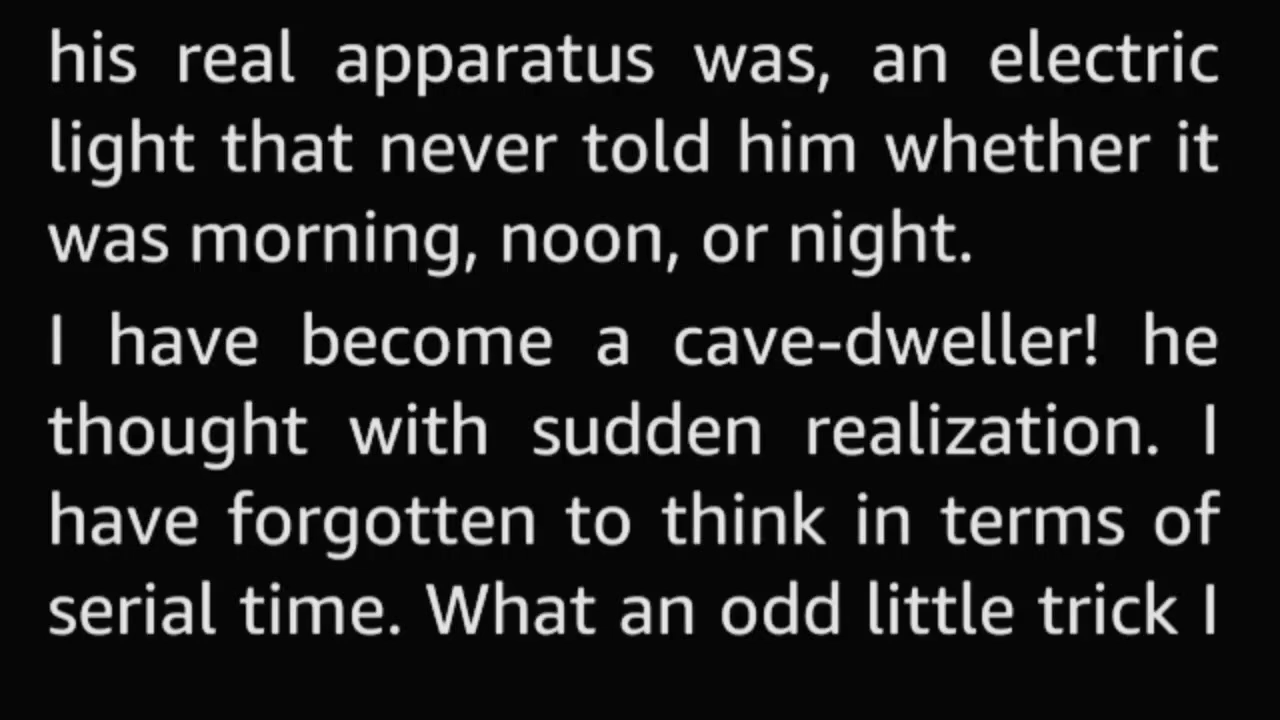 his real apparatus was, an electric
light that never told him whether it
was morning, noon, or night.
I have become a cave-dweller! he
thought with sudden realization. I
have forgotten to think in terms of
serial time. What an odd little trick I